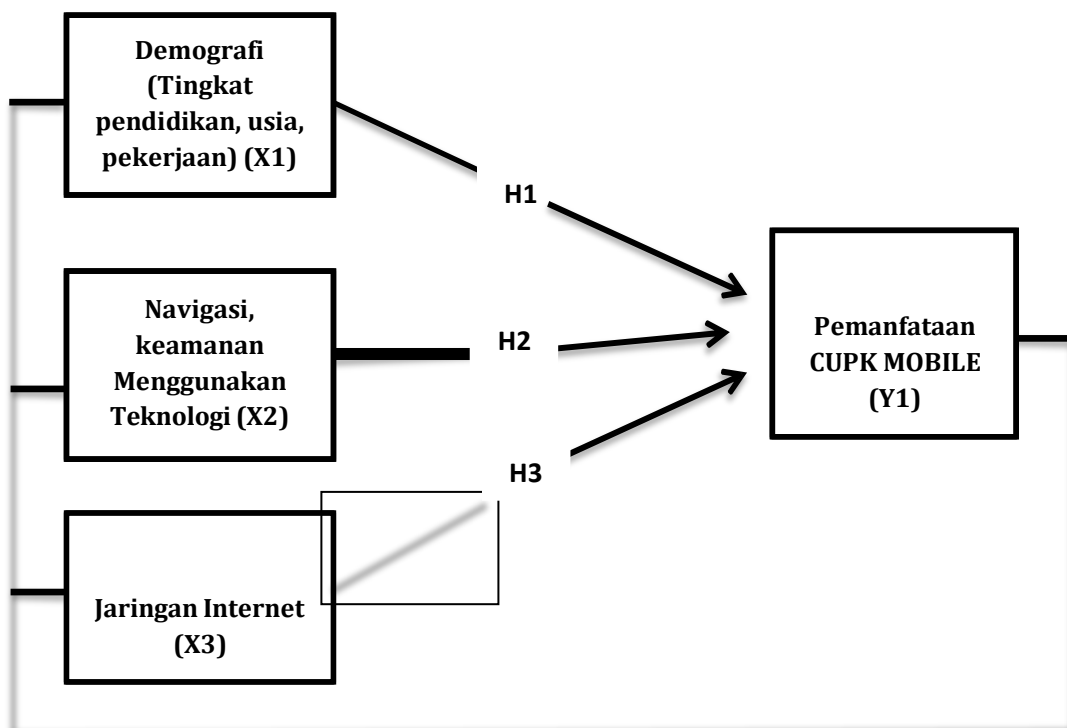 Demografi
(Tingkat
pendidikan, usia,
pekerjaan) (X1)
H1
Navigasi,
keamanan
Menggunakan
Teknologi (X2)
H2
Pemanfataan
CUPK MOBILE
(Y1)
H3
Jaringan Internet
(X3)